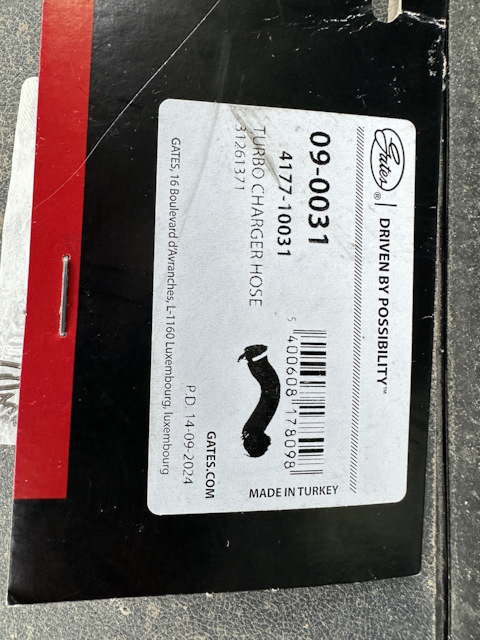 Gates® | DRIVEN BY POSSIBILITY™
09-0031
4177-10031
TURBO CHARGER HOSE
31261371
5 400608 178098
GATES, 16 Boulevard d'Avranches, L-1160 Luxembourg, luxembourg
P.D. 14-09-2024
GATES.COM
MADE IN TURKEY